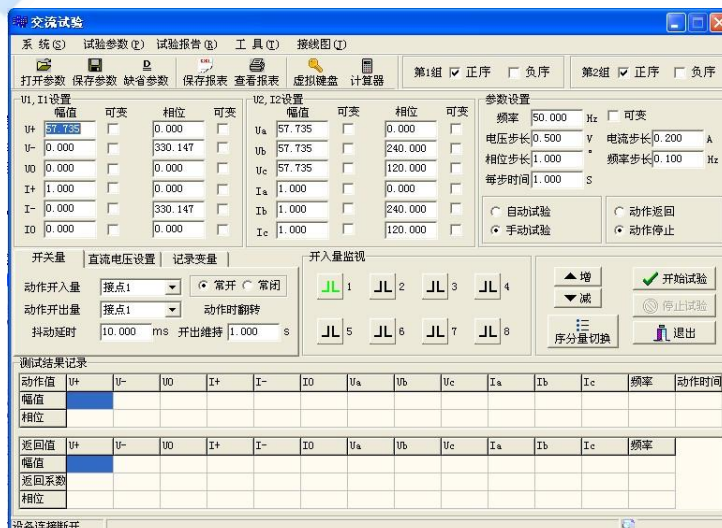 交流试验
系 统(S) 试验参数(P) 试验报告(R) 工 具(T) 接线图(T)
打开参数 保存参数 缺省参数 保存报表 查看报表 虚拟键盘 计算器 第1组 正序 负序 第2组 正序 负序
U1,I1设置 U2,I2设置 参数设置
幅值 可变 相位 可变 幅值 可变 相位 可变
频率 50.000 Hz 可变
U+ 57.735 0.000 Ua 57.735 0.000
电压步长 0.500 V 电流步长 0.200 A
U- 0.000 330.147 Ub 57.735 240.000
相位步长 1.000 ° 频率步长 0.100 Hz
U0 0.000 0.000 Uc 57.735 120.000
每步时间 1.000 S
I+ 1.000 0.000 Ia 1.000 0.000
I- 0.000 330.147 Ib 1.000 240.000
自动试验 动作返回
I0 0.000 0.000 Ic 1.000 120.000
手动试验 动作停止
开关量 直流电压设置 记录变量 开入量监视
动作开入量 接点1 常开 常闭 1 2 3 4 增 开始试验
动作开出量 接点1 动作时翻转 减 停止试验
抖动延时 10.000 ms 开出维持 1.000 s 5 6 7 8 序分量切换 退出
测试结果记录
动作值 U+ U- U0 I+ I- I0 Ua Ub Uc Ia Ib Ic 频率 动作时间
幅值
相位
返回值 U+ U- U0 I+ I- I0 Ua Ub Uc Ia Ib Ic 频率
幅值
返回系数
相位
设备连接断开